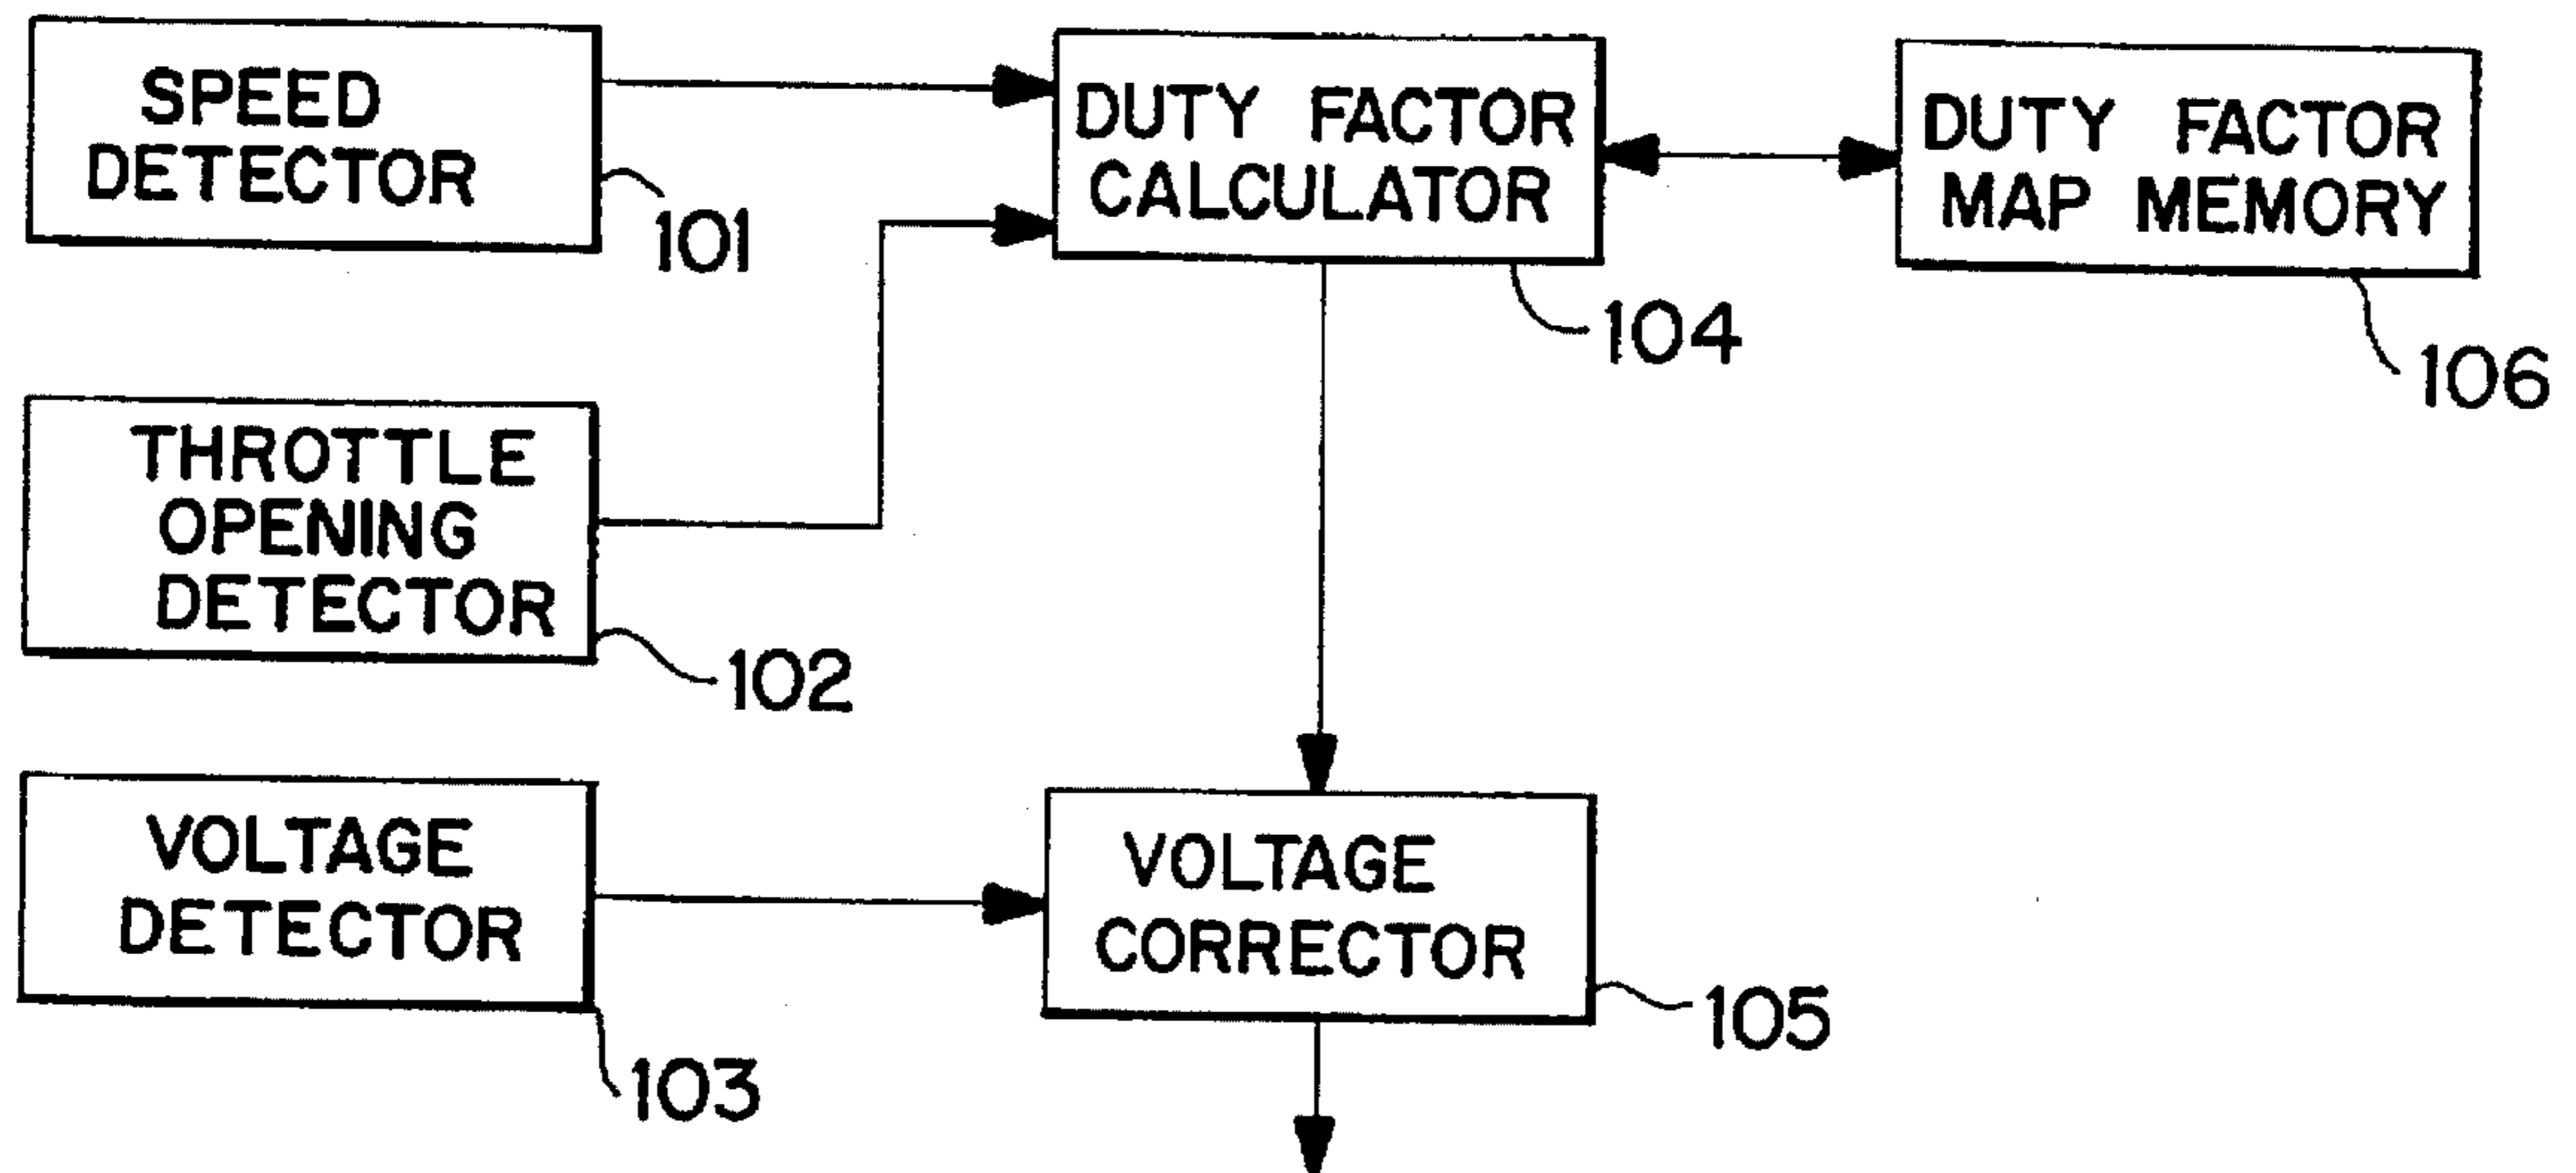 SPEED
DETECTOR
101
DUTY FACTOR
CALCULATOR
104
DUTY FACTOR
MAP MEMORY
106
THROTTLE
OPENING
DETECTOR
102
VOLTAGE
DETECTOR
103
VOLTAGE
CORRECTOR
105